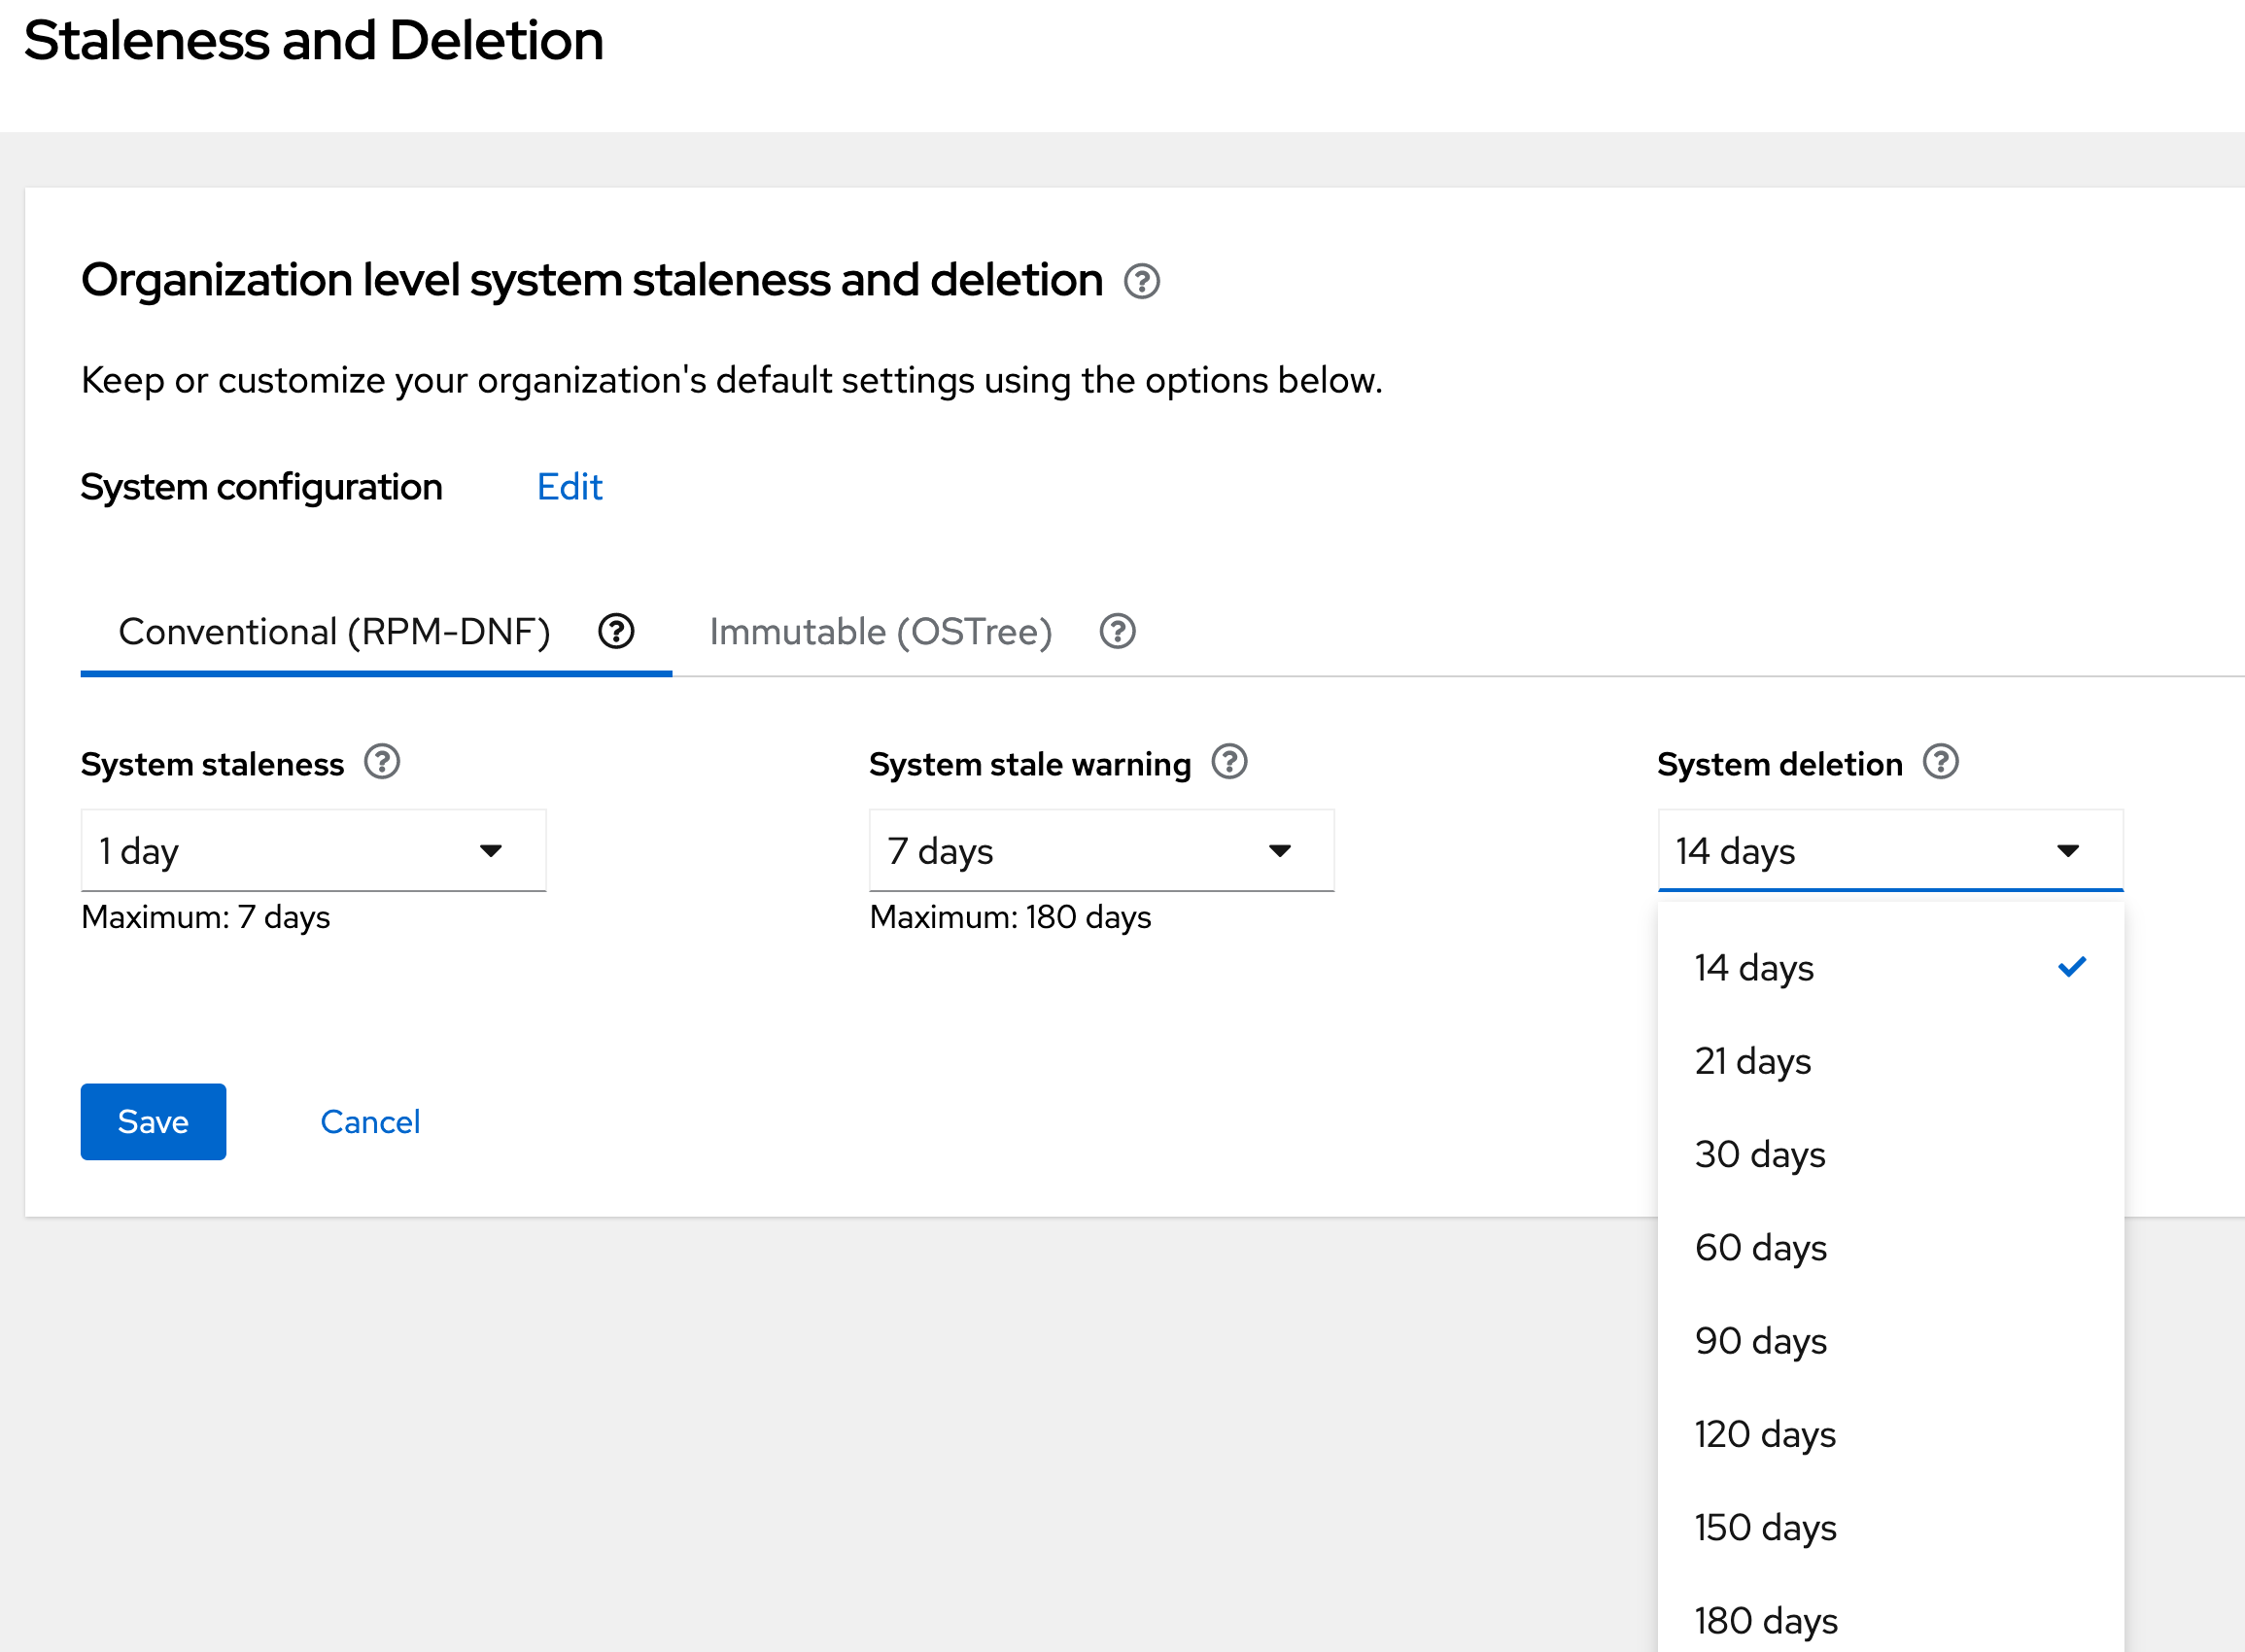 Staleness and Deletion
Organization level system staleness and deletion
Keep or customize your organization's default settings using the options below.
System configuration Edit
Conventional (RPM-DNF) Immutable (OSTree)
System staleness System stale warning System deletion
1 day 7 days 14 days
Maximum: 7 days Maximum: 180 days
14 days
21 days
30 days
60 days
90 days
120 days
150 days
180 days
Save Cancel